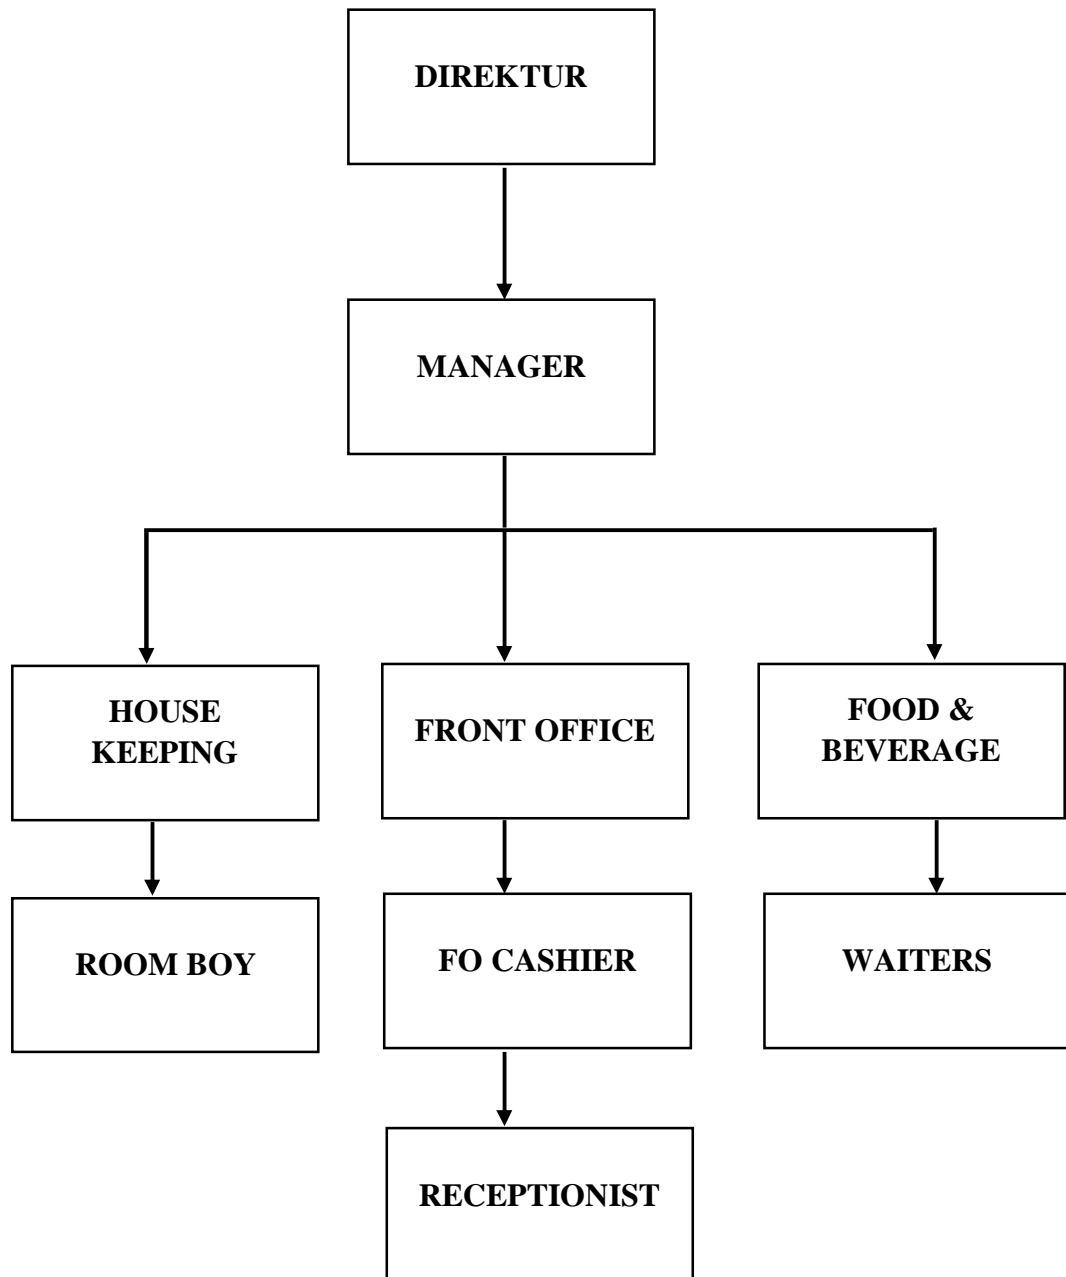 DIREKTUR
MANAGER
HOUSE
KEEPING
FRONT OFFICE
FOOD &
BEVERAGE
ROOM BOY
FO CASHIER
WAITERS
RECEPTIONIST